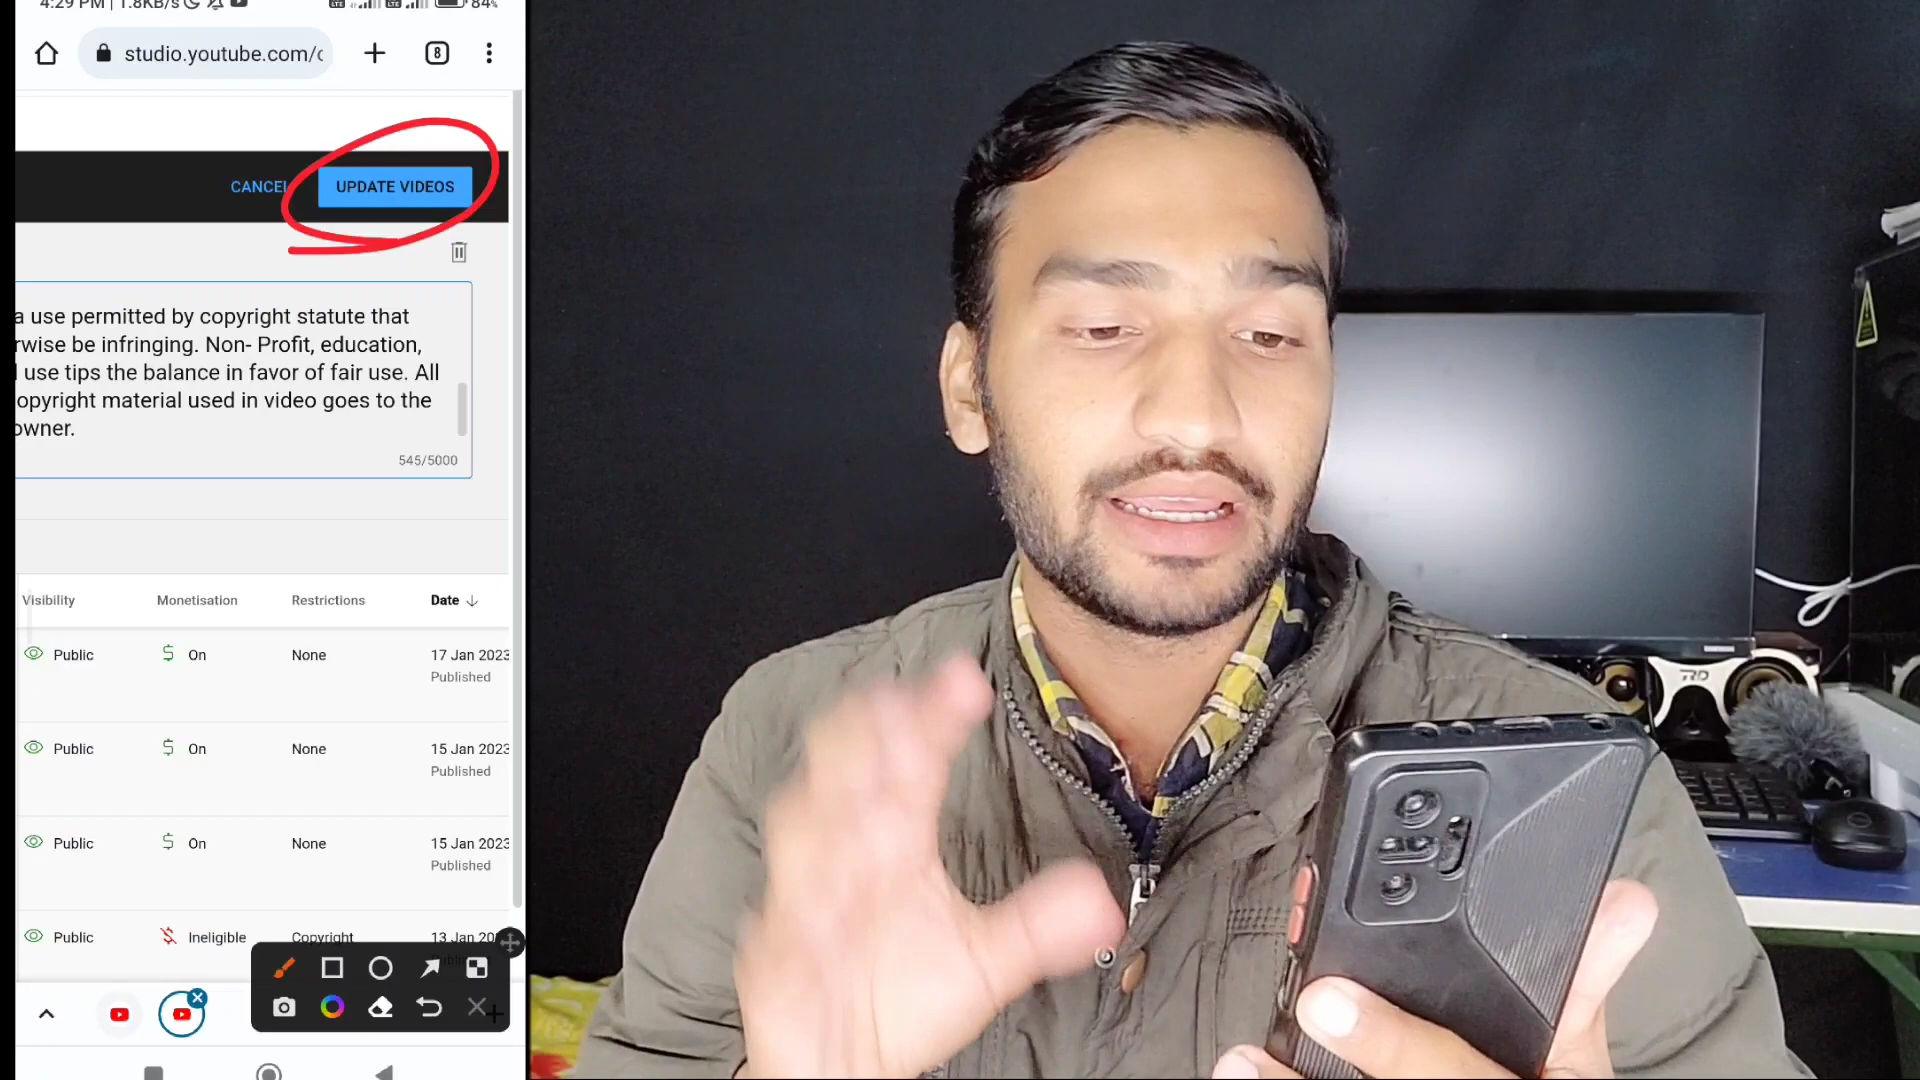 4:29 PM | 1.8KB/s
84%
studio.youtube.com/c
8
CANCEL
UPDATE VIDEOS
a use permitted by copyright statute that
rwise be infringing. Non- Profit, education,
l use tips the balance in favor of fair use. All
opyright material used in video goes to the
owner.
545/5000
Visibility Monetisation Restrictions Date
Public On None 17 Jan 2023
Published
Public On None 15 Jan 2023
Published
Public On None 15 Jan 2023
Published
Public Ineligible Copyright 13 Jan 20